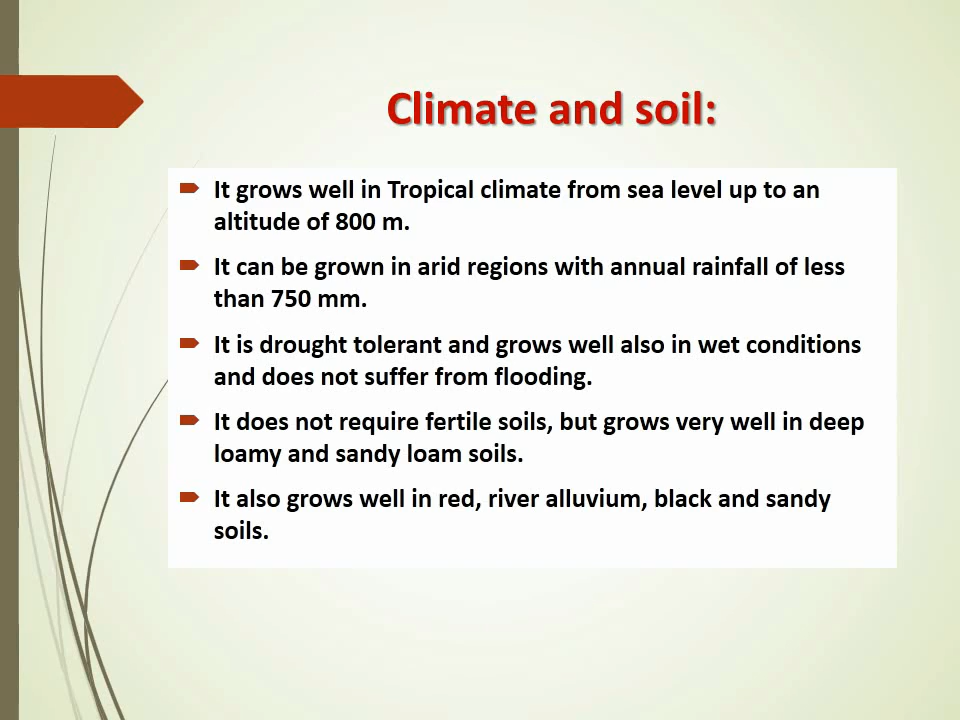 Climate and soil:
It grows well in Tropical climate from sea level up to an
altitude of 800 m.
It can be grown in arid regions with annual rainfall of less
than 750 mm.
It is drought tolerant and grows well also in wet conditions
and does not suffer from flooding.
It does not require fertile soils, but grows very well in deep
loamy and sandy loam soils.
It also grows well in red, river alluvium, black and sandy
soils.